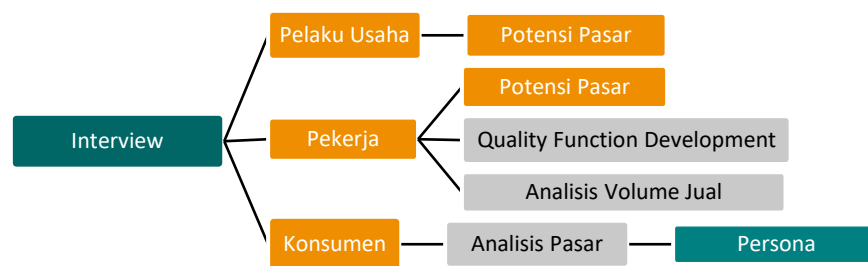 Pelaku Usaha
Potensi Pasar
Potensi Pasar
Interview
Pekerja
Quality Function Development
Analisis Volume Jual
Konsumen
Analisis Pasar
Persona